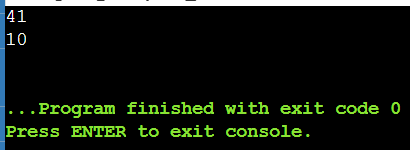 41
10
...Program finished with exit code 0
Press ENTER to exit console.